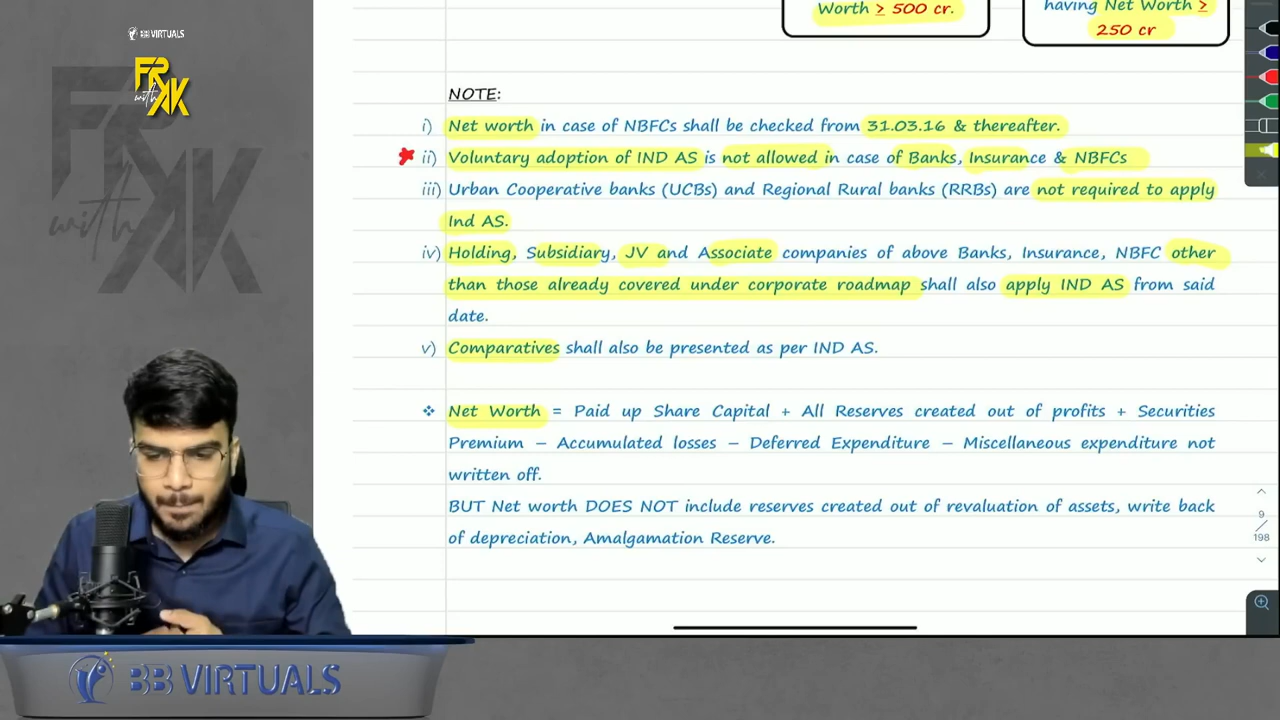 BB VIRTUALS
FR
with
AK
FR
with
AK
Worth ≥ 500 cr.
having Net Worth ≥
250 cr
NOTE:
i) Net worth in case of NBFCs shall be checked from 31.03.16 & thereafter.
ii) Voluntary adoption of IND AS is not allowed in case of Banks, Insurance & NBFCs
iii) Urban Cooperative banks (UCBs) and Regional Rural banks (RRBs) are not required to apply
Ind AS.
iv) Holding, Subsidiary, JV and Associate companies of above Banks, Insurance, NBFC other
than those already covered under corporate roadmap shall also apply IND AS from said
date.
v) Comparatives shall also be presented as per IND AS.
❖ Net Worth = Paid up Share Capital + All Reserves created out of profits + Securities
Premium – Accumulated losses – Deferred Expenditure – Miscellaneous expenditure not
written off.
BUT Net worth DOES NOT include reserves created out of revaluation of assets, write back
of depreciation, Amalgamation Reserve.
9
/
198
BB VIRTUALS